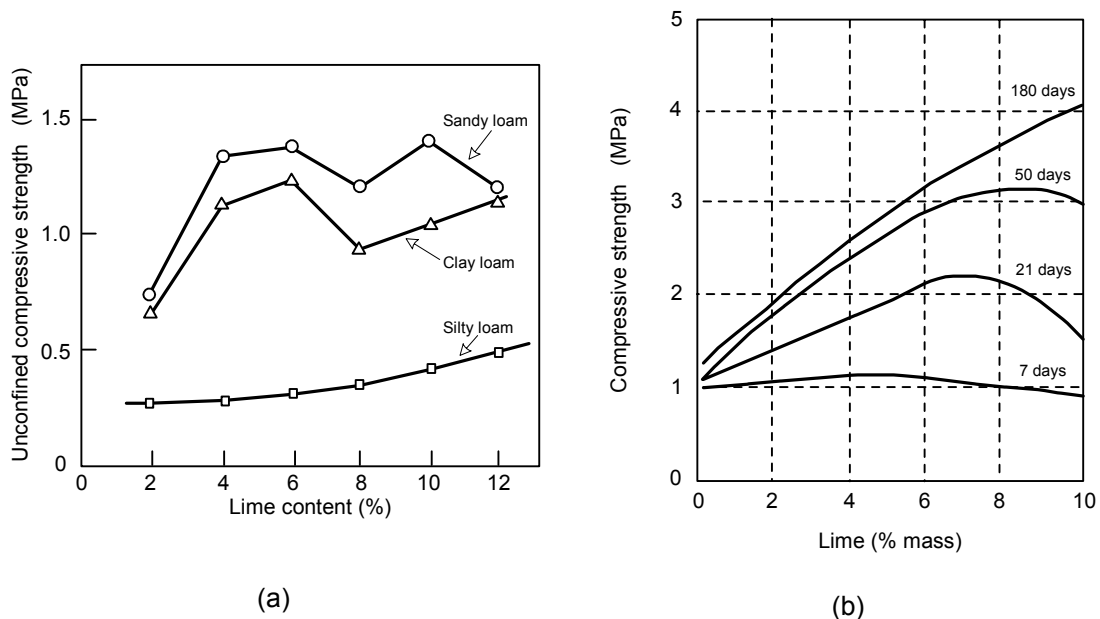 Unconfined compressive strength (MPa)
1.5
1.0
0.5
0
0
2
4
6
8
10
12
Lime content (%)
Sandy loam
Clay loam
Silty loam
(a)
Compressive strength (MPa)
5
4
3
2
1
0
0
2
4
6
8
10
Lime (% mass)
180 days
50 days
21 days
7 days
(b)